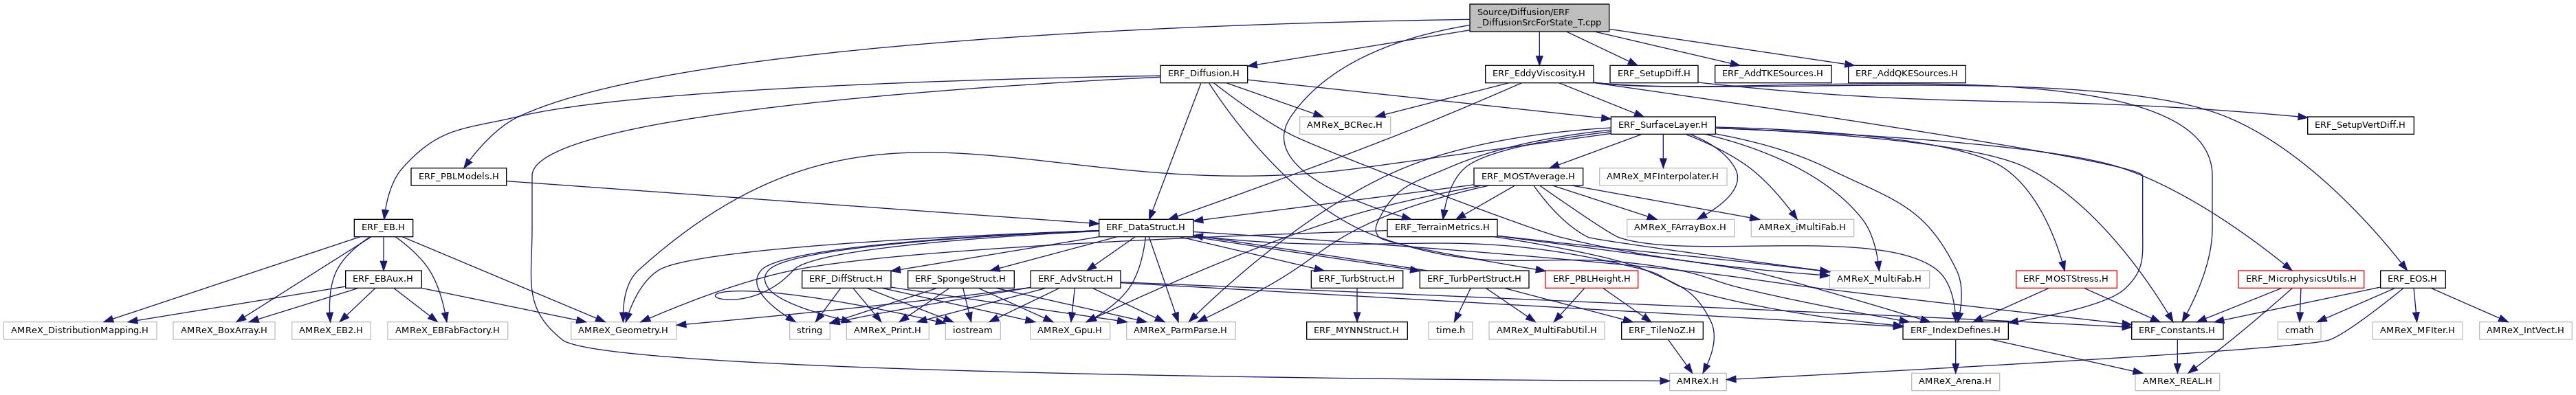 Source/Diffusion/ERF
_DiffusionSrcForState_T.cpp
ERF_Diffusion.H
ERF_EddyViscosity.H
ERF_SetupDiff.H
ERF_AddTKESources.H
ERF_AddQKESources.H
AMReX_BCRec.H
ERF_SurfaceLayer.H
ERF_SetupVertDiff.H
ERF_PBLModels.H
ERF_MOSTAverage.H
AMReX_MFInterpolater.H
ERF_EB.H
ERF_DataStruct.H
ERF_TerrainMetrics.H
AMReX_FArrayBox.H
AMReX_iMultiFab.H
ERF_EBAux.H
ERF_DiffStruct.H
ERF_SpongeStruct.H
ERF_AdvStruct.H
ERF_TurbStruct.H
ERF_TurbPertStruct.H
ERF_PBLHeight.H
AMReX_MultiFab.H
ERF_MOSTStress.H
ERF_MicrophysicsUtils.H
ERF_EOS.H
AMReX_DistributionMapping.H
AMReX_BoxArray.H
AMReX_EB2.H
AMReX_EBFabFactory.H
AMReX_Geometry.H
string
AMReX_Print.H
iostream
AMReX_Gpu.H
AMReX_ParmParse.H
ERF_MYNNStruct.H
time.h
AMReX_MultiFabUtil.H
ERF_TileNoZ.H
ERF_IndexDefines.H
ERF_Constants.H
cmath
AMReX_MFIter.H
AMReX_IntVect.H
AMReX.H
AMReX_Arena.H
AMReX_REAL.H